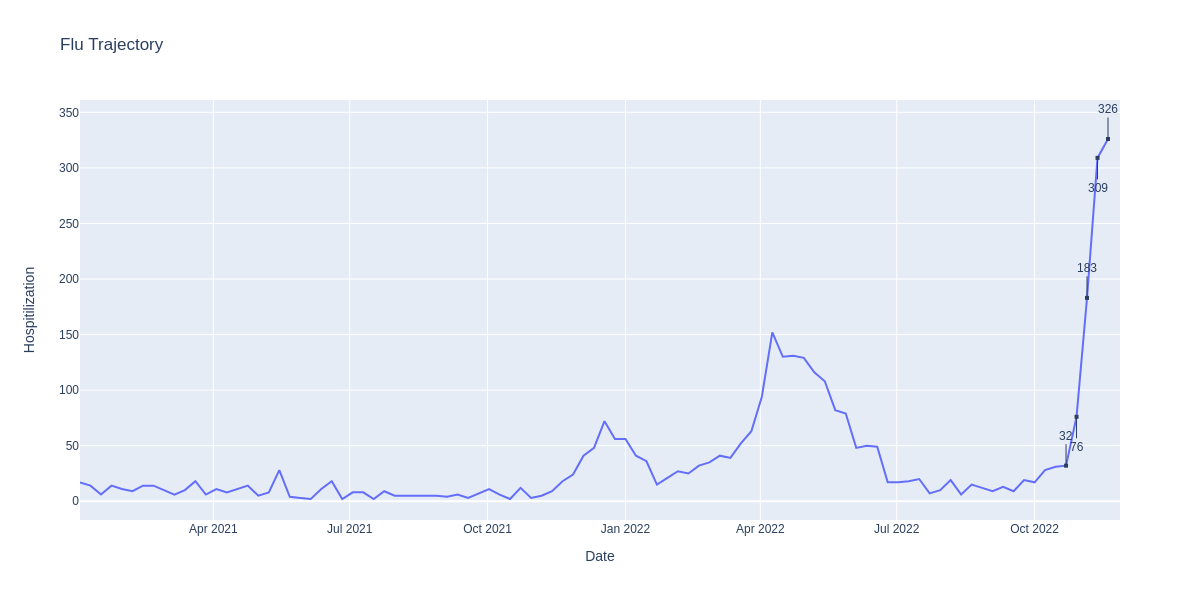 Flu Trajectory
350
300
250
200
150
100
50
0
Hospitilization
326
309
183
32
76
Apr 2021
Jul 2021
Oct 2021
Jan 2022
Apr 2022
Jul 2022
Oct 2022
Date